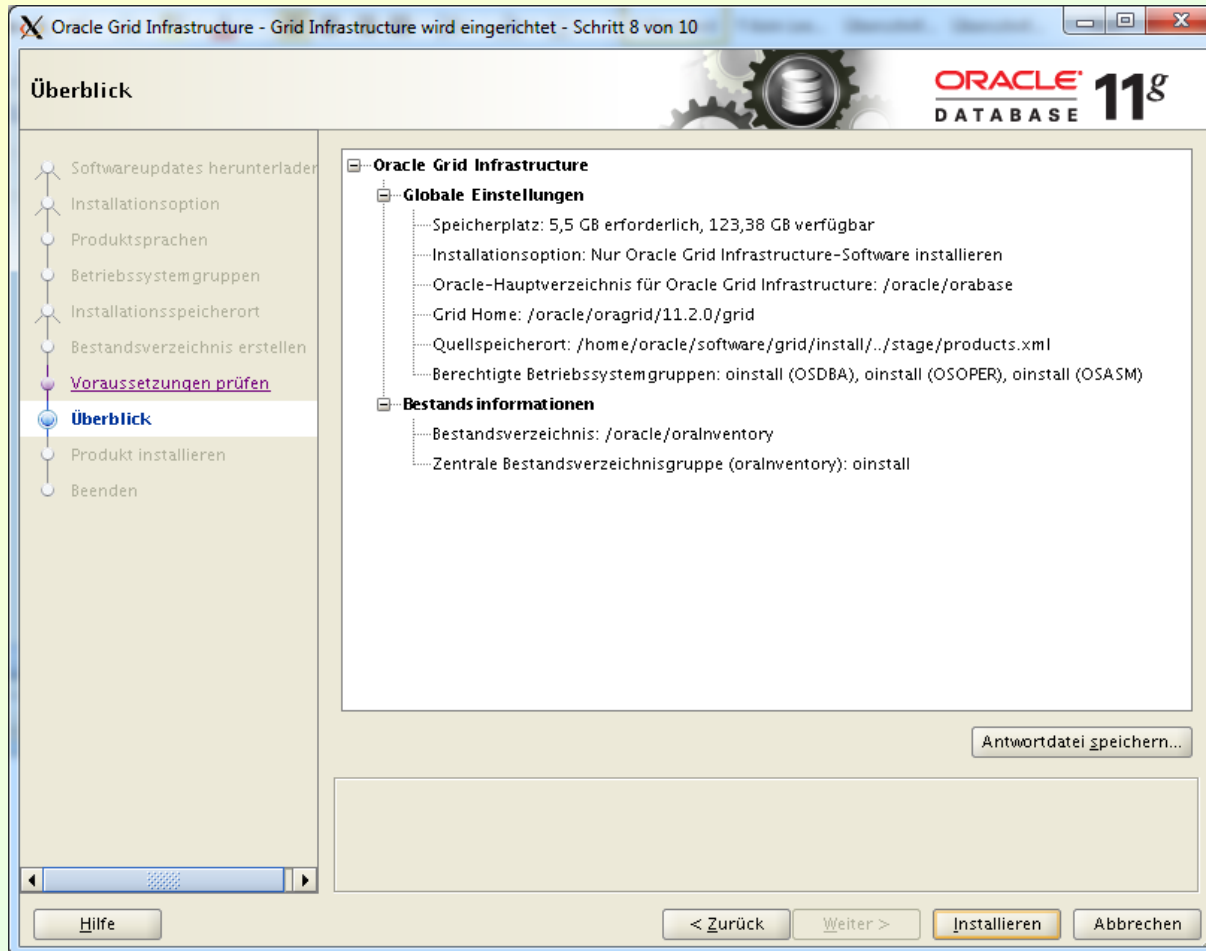 Oracle Grid Infrastructure - Grid Infrastructure wird eingerichtet - Schritt 8 von 10
Überblick
ORACLE
DATABASE
11g
Softwareupdates herunterlader
Installationsoption
Produktsprachen
Betriebssystemgruppen
Installationsspeicherort
Bestandsverzeichnis erstellen
Voraussetzungen prüfen
Überblick
Produkt installieren
Beenden
Oracle Grid Infrastructure
Globale Einstellungen
Speicherplatz: 5,5 GB erforderlich, 123,38 GB verfügbar
Installationsoption: Nur Oracle Grid Infrastructure-Software installieren
Oracle-Hauptverzeichnis für Oracle Grid Infrastructure: /oracle/orabase
Grid Home: /oracle/oragrid/11.2.0/grid
Quellspeicherort: /home/oracle/software/grid/install/../stage/products.xml
Berechtigte Betriebssystemgruppen: oinstall (OSDBA), oinstall (OSOPER), oinstall (OSASM)
Bestandsinformationen
Bestandsverzeichnis: /oracle/oraInventory
Zentrale Bestandsverzeichnisgruppe (oraInventory): oinstall
Antwortdatei speichern...
Hilfe
< Zurück
Weiter >
Installieren
Abbrechen